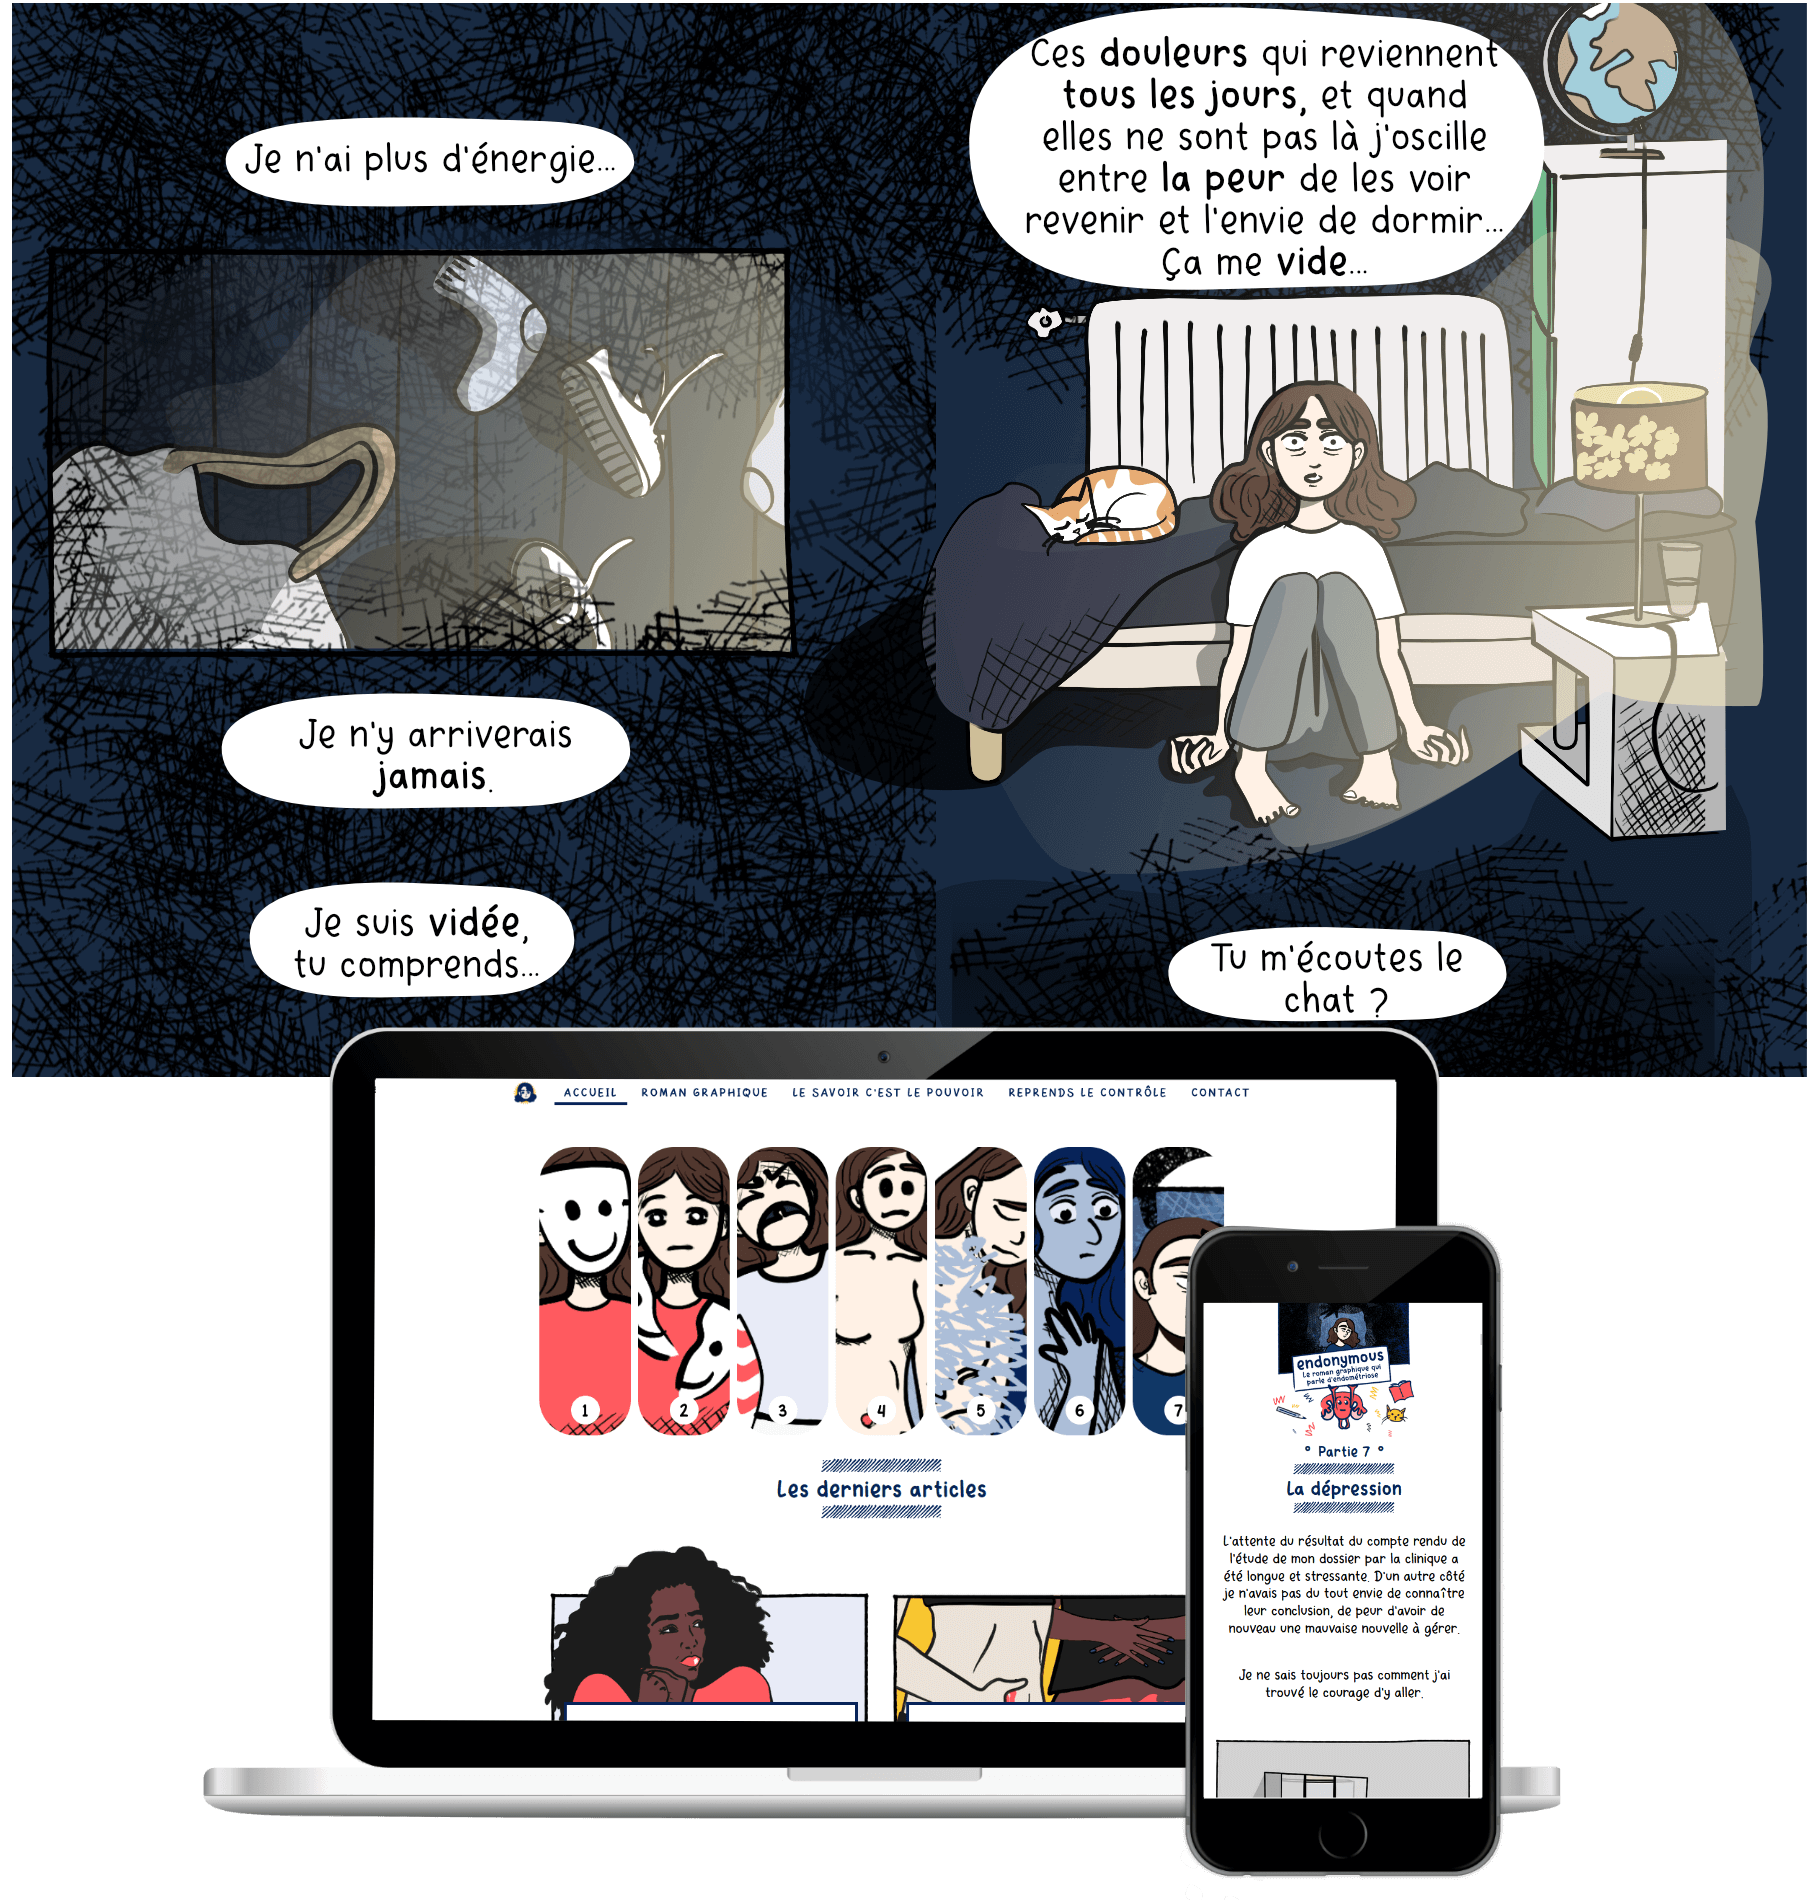 Je n'ai plus d'énergie...
Ces douleurs qui reviennent
tous les jours, et quand
elles ne sont pas là j'oscille
entre la peur de les voir
revenir et l'envie de dormir...
Ça me vide...
Je n'y arriverais
jamais.
Je suis vidée,
tu comprends...
Tu m'écoutes le
chat ?
ACCUEIL ROMAN GRAPHIQUE LE SAVOIR C'EST LE POUVOIR REPRENDS LE CONTRÔLE CONTACT
1 2 3 4 5 6 7
Les derniers articles
endonymous
Le roman graphique qui
parle d'endométriose
° Partie 7 °
La dépression
L'attente du résultat du compte rendu de
l'étude de mon dossier par la clinique a
été longue et stressante. D'un autre côté
je n'avais pas du tout envie de connaître
leur conclusion, de peur d'avoir de
nouveau une mauvaise nouvelle à gérer.
Je ne sais toujours pas comment j'ai
trouvé le courage d'y aller.